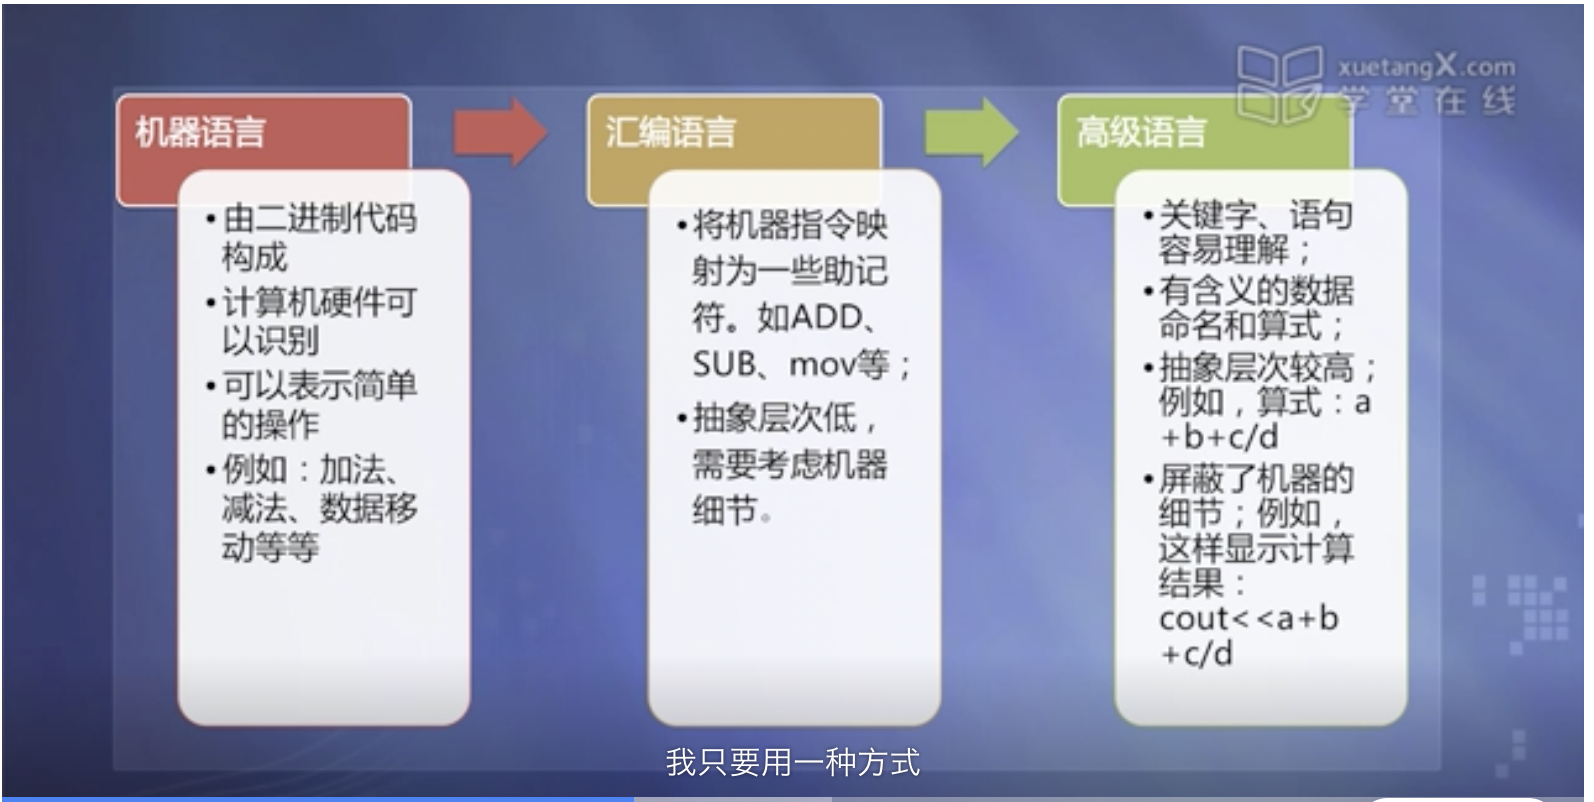 xuetangX.com
学堂在线
机器语言
• 由二进制代码
构成
• 计算机硬件可
以识别
• 可以表示简单
的操作
• 例如：加法、
减法、数据移
动等等
汇编语言
• 将机器指令映
射为一些助记
符。如ADD、
SUB、mov等；
• 抽象层次低，
需要考虑机器
细节。
高级语言
• 关键字、语句
容易理解；
• 有含义的数据
命名和算式；
• 抽象层次较高；
例如，算式：a
+b+c/d
• 屏蔽了机器的
细节；例如，
这样显示计算
结果：
cout<<a+b
+c/d
我只要用一种方式